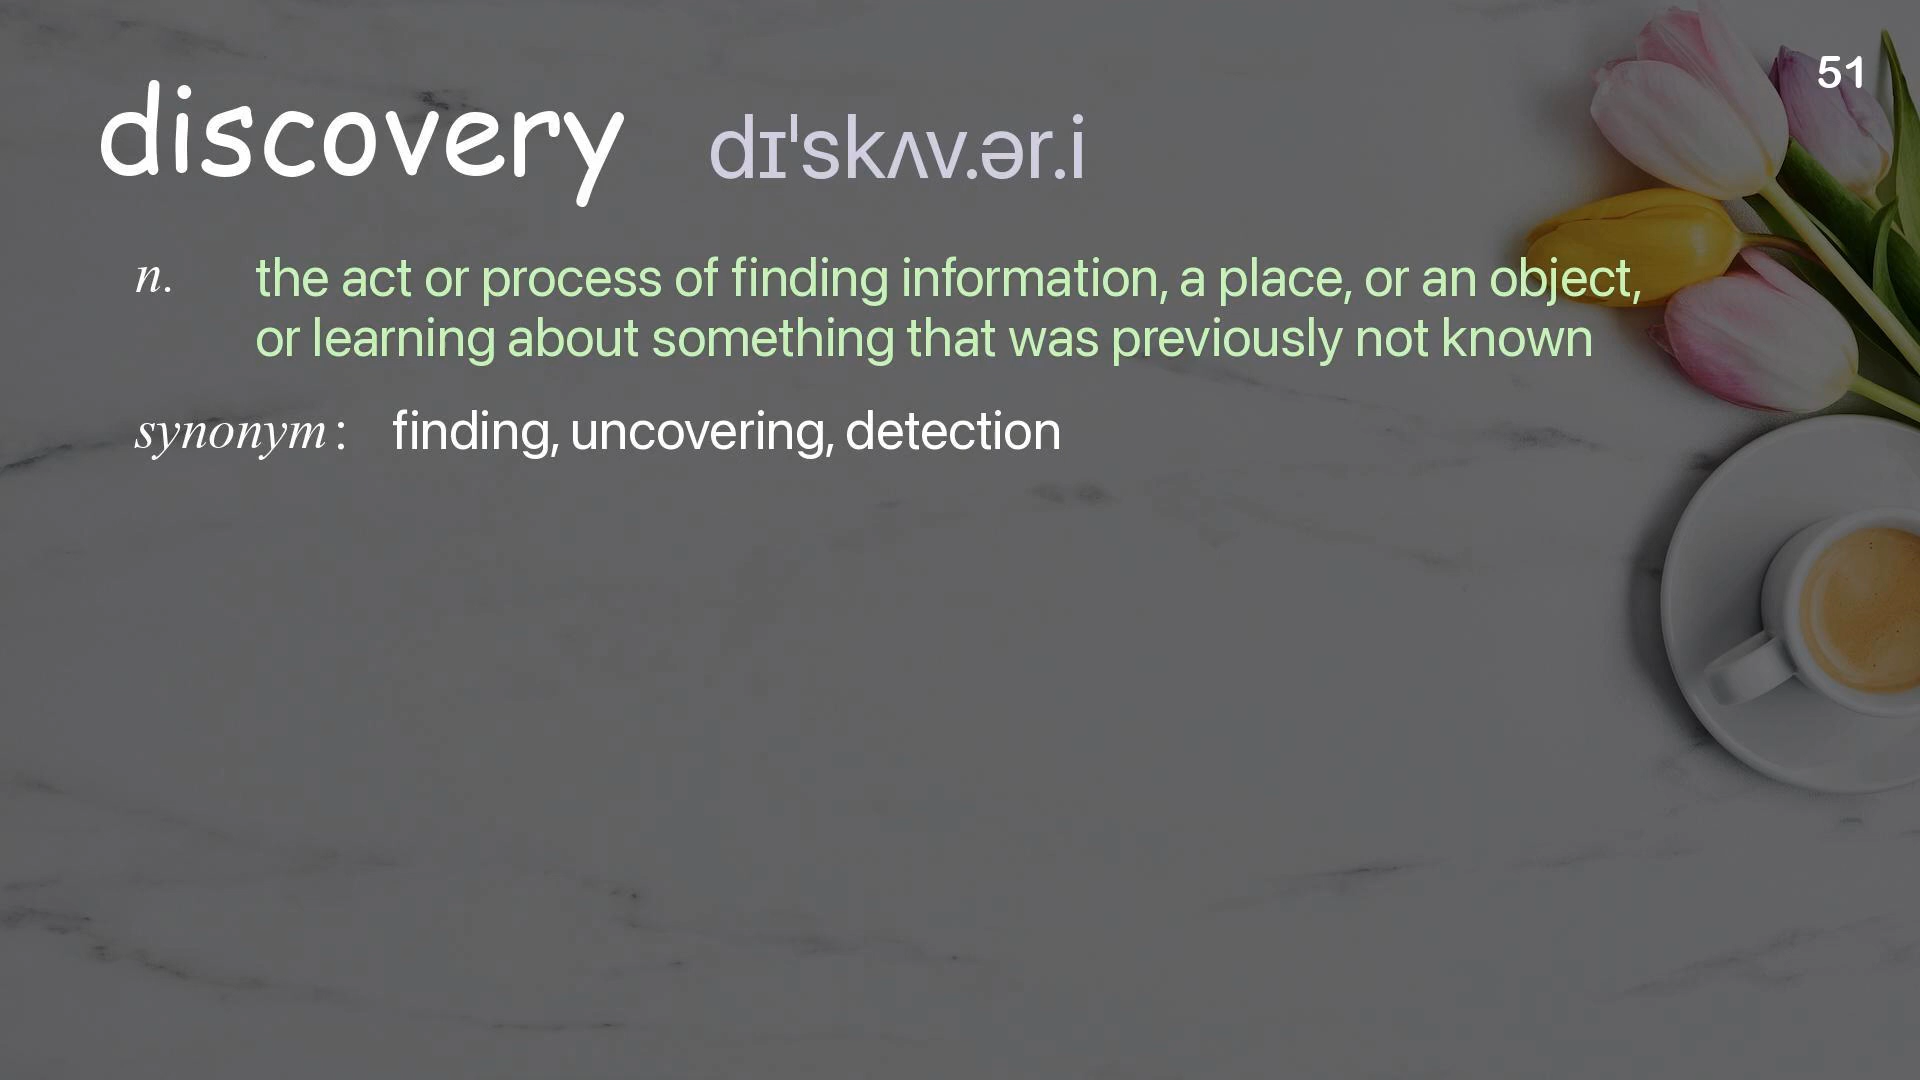 51
discovery dɪˈskʌv.ər.i
n. the act or process of finding information, a place, or an object,
or learning about something that was previously not known
synonym: finding, uncovering, detection